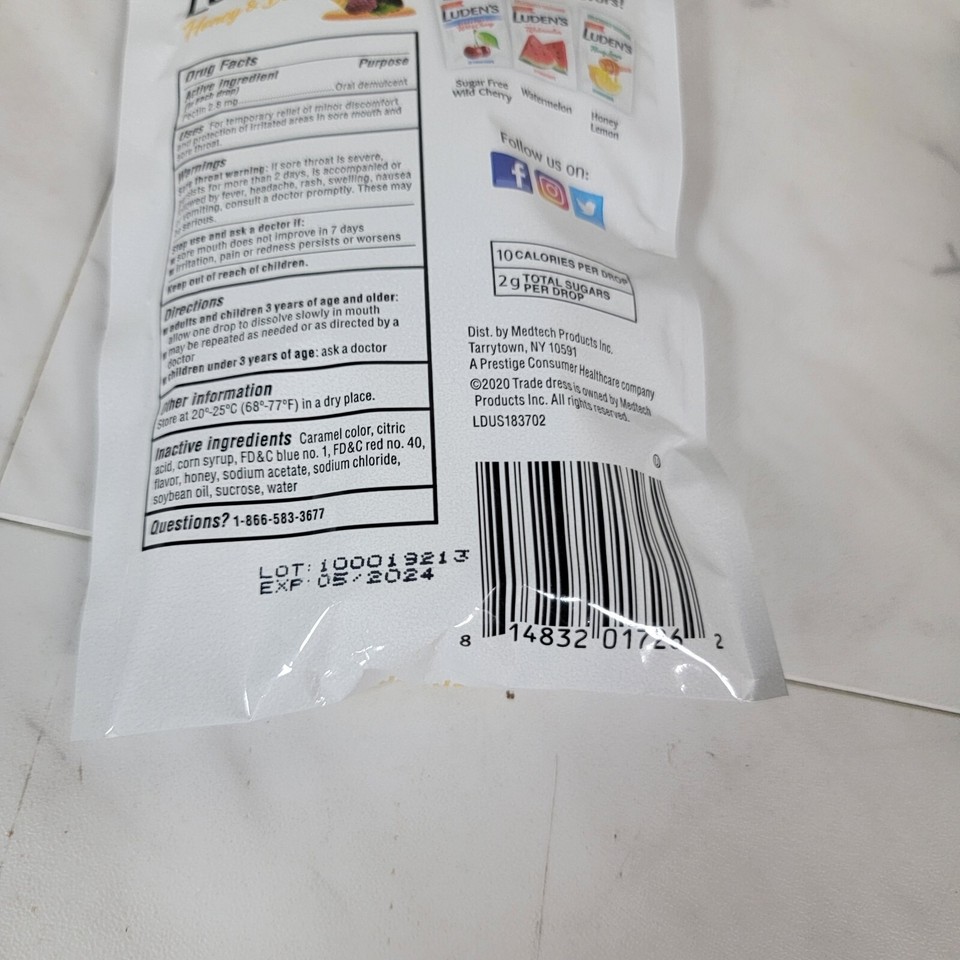 Honey &
Drug Facts
Active Ingredient Purpose
(in each drop)
Pectin 2.8 mg Oral demulcent
Uses For temporary relief of minor discomfort
and protection of irritated areas in sore mouth and
sore throat.
Warnings
Sore throat warning: If sore throat is severe,
for more than 2 days, is accompanied or
by fever, headache, rash, swelling, nausea
vomiting, consult a doctor promptly. These may
serious.
Stop use and ask a doctor if:
sore mouth does not improve in 7 days
irritation, pain or redness persists or worsens
Keep out of reach of children.
Directions
adults and children 3 years of age and older:
allow one drop to dissolve slowly in mouth
may be repeated as needed or as directed by a
doctor
children under 3 years of age: ask a doctor
Other information
Store at 20°-25°C (68°-77°F) in a dry place.
Inactive ingredients Caramel color, citric
acid, corn syrup, FD&C blue no. 1, FD&C red no. 40,
flavor, honey, sodium acetate, sodium chloride,
soybean oil, sucrose, water
Questions? 1-866-583-3677
LOT: 100019213
EXP: 05/2024
LUDEN'S
LUDEN'S
LUDEN'S
Sugar Free
Wild Cherry
Watermelon
Honey
Lemon
Follow us on:
10 CALORIES PER DROP
2g TOTAL SUGARS
PER DROP
Dist. by Medtech Products Inc.
Tarrytown, NY 10591
A Prestige Consumer Healthcare company
©2020 Trade dress is owned by Medtech
Products Inc. All rights reserved.
LDUS183702
0
8 14832 01726 2